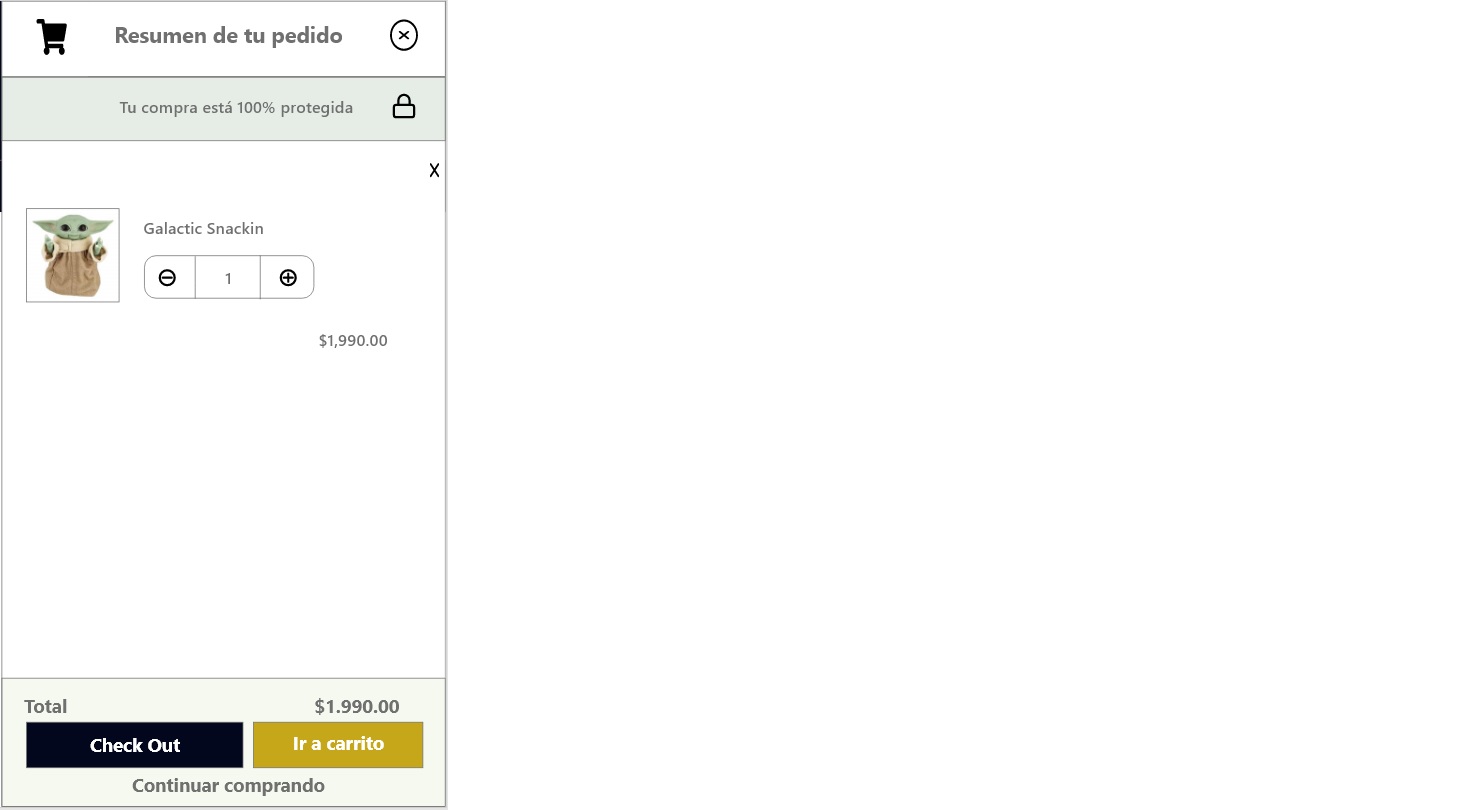 Resumen de tu pedido
Tu compra está 100% protegida
X
Galactic Snackin
1
$1,990.00
Total $1.990.00
Check Out Ir a carrito
Continuar comprando